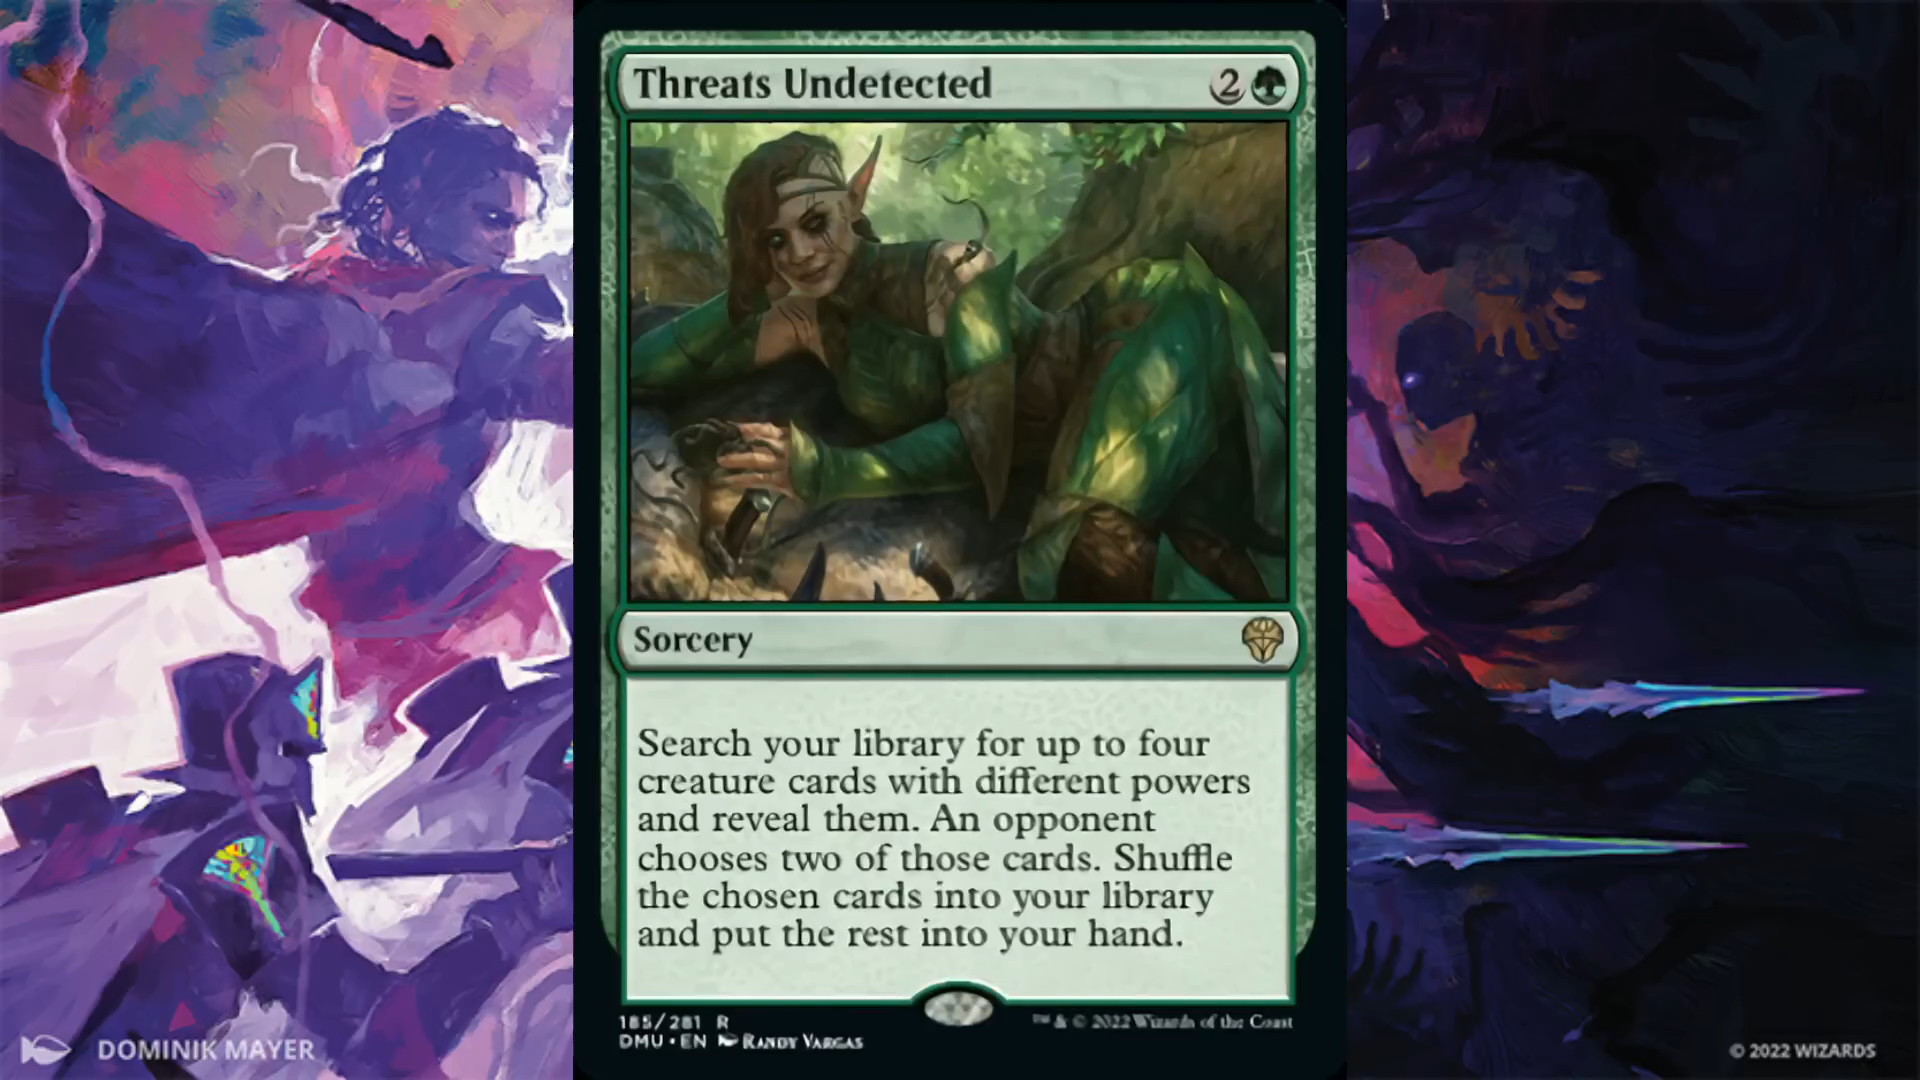 Threats Undetected 2
Sorcery
Search your library for up to four
creature cards with different powers
and reveal them. An opponent
chooses two of those cards. Shuffle
the chosen cards into your library
and put the rest into your hand.
185/281 R
DMU • EN RANDY VARGAS
™ & © 2022 Wizards of the Coast
DOMINIK MAYER
© 2022 WIZARDS